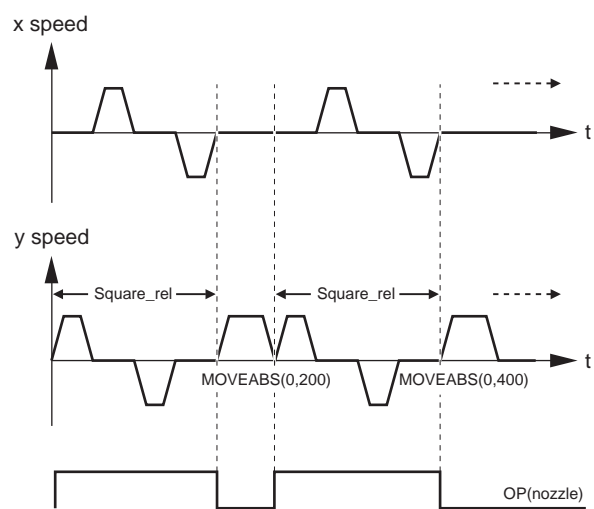 x speed
t
y speed
Square_rel
Square_rel
t
MOVEABS(0,200)
MOVEABS(0,400)
OP(nozzle)